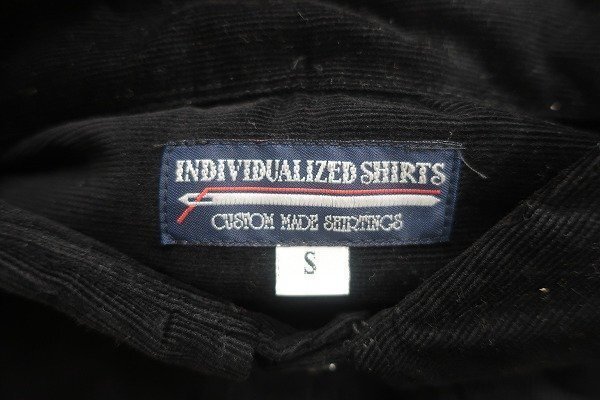 INDIVIDUALIZED SHIRTS
CUSTOM MADE SHIRTINGS
S